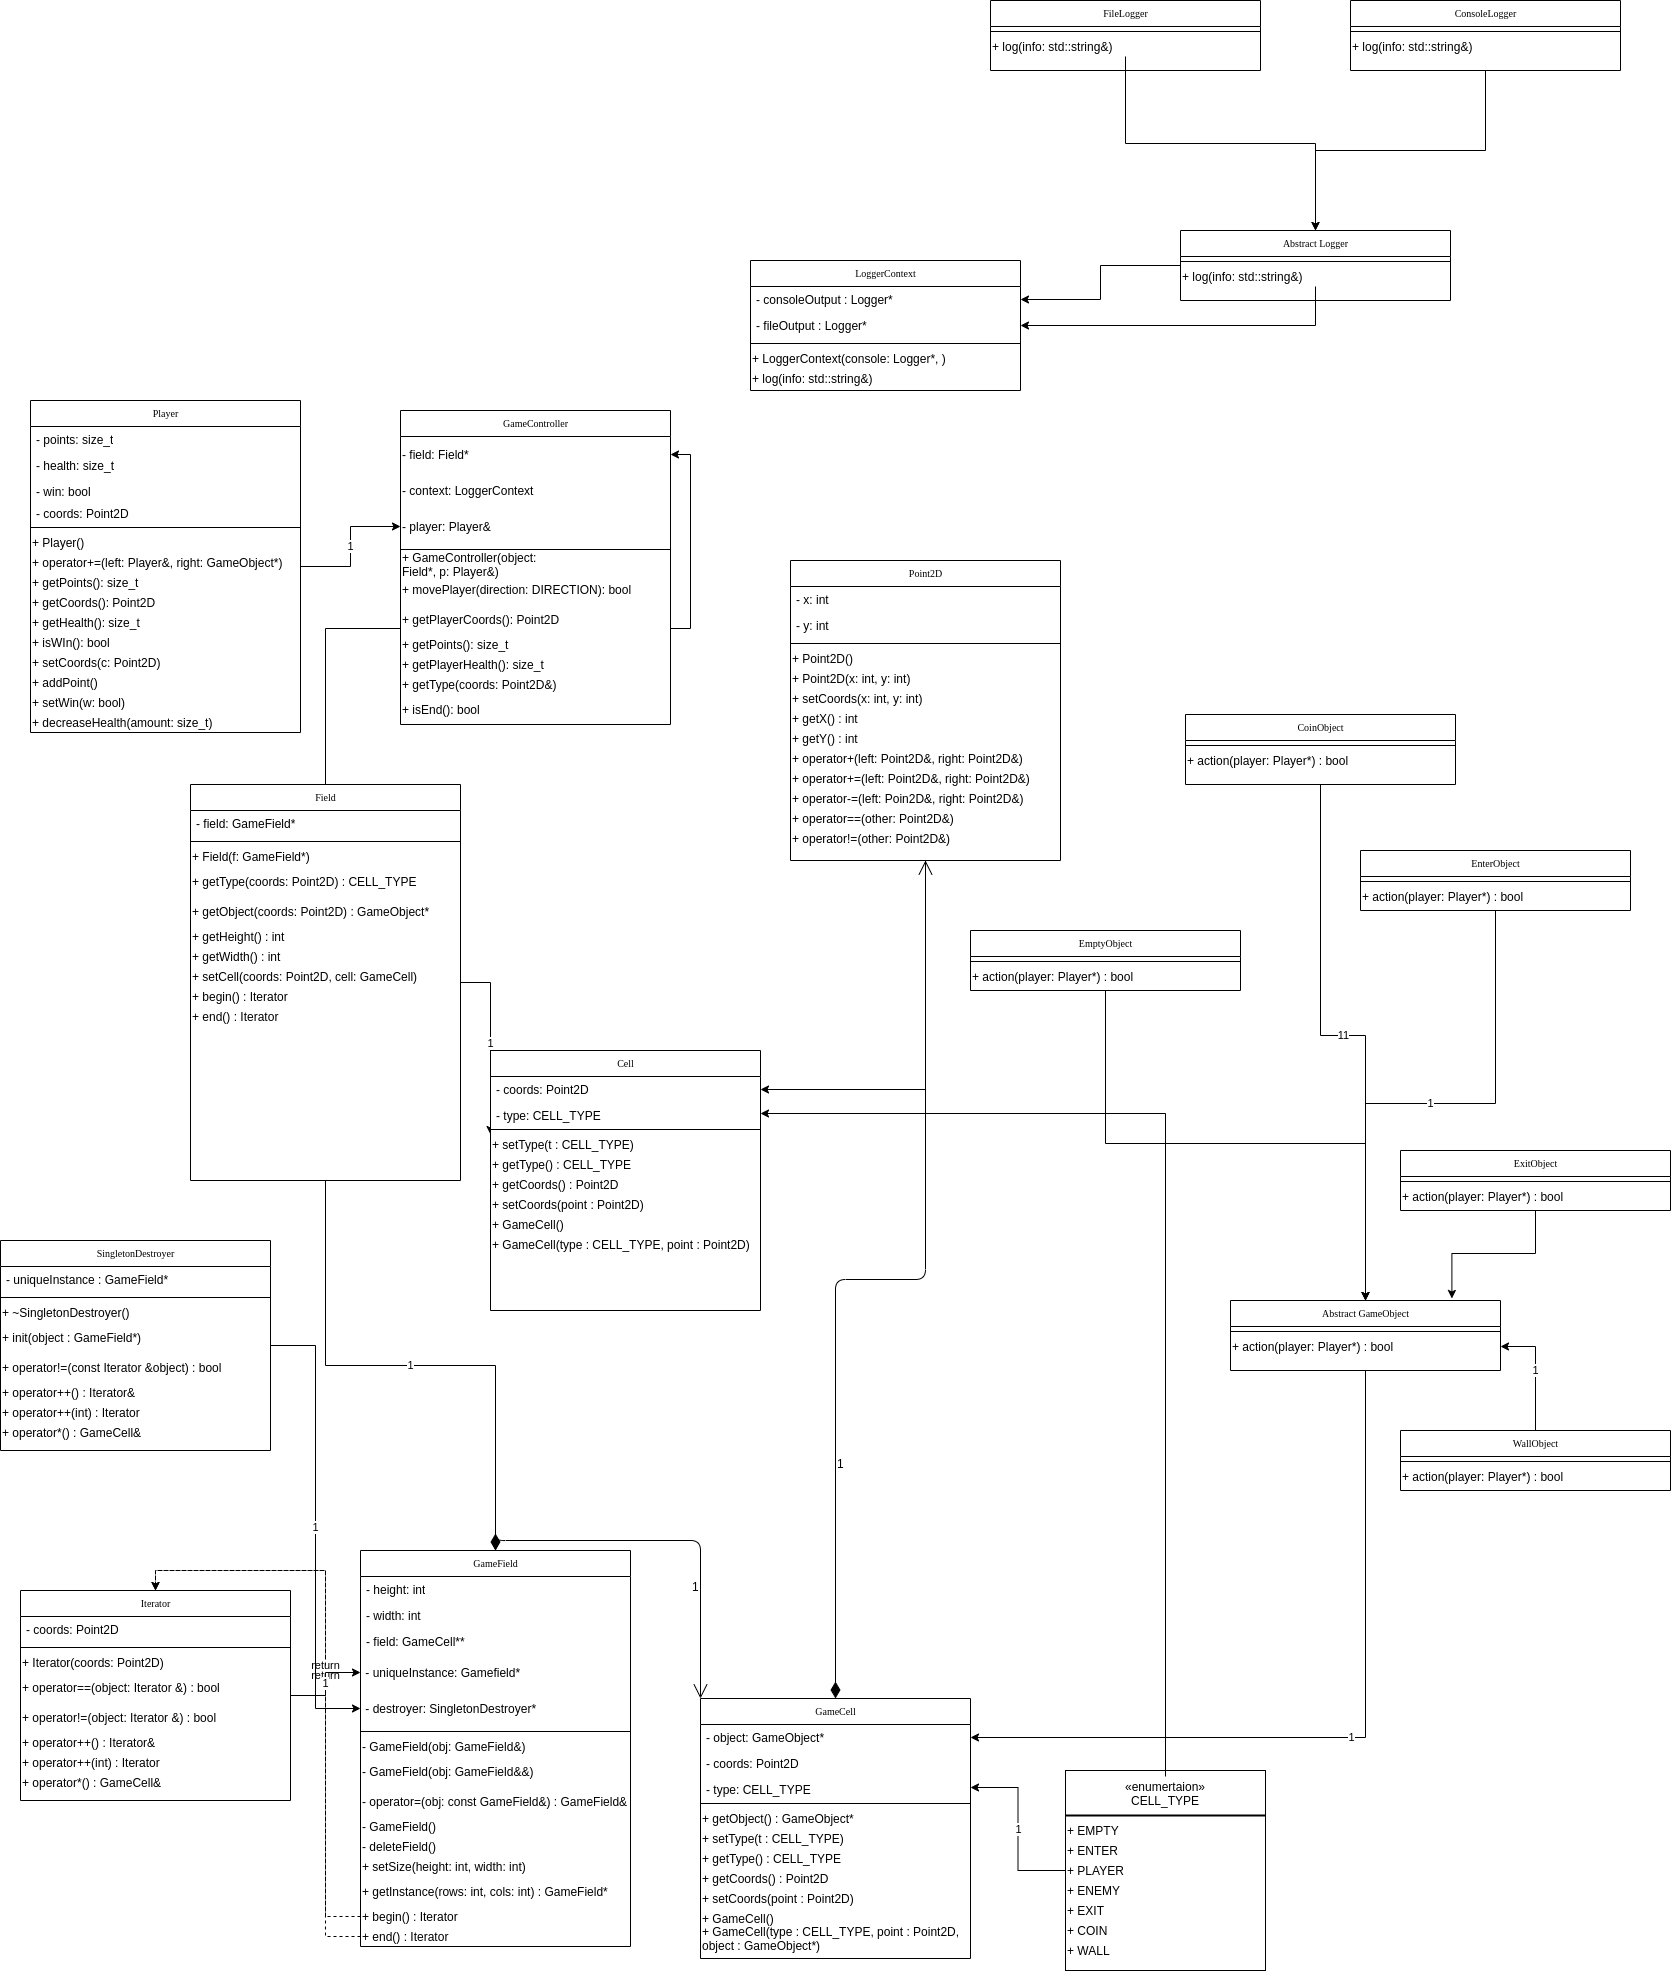 FileLogger
+ log(info: std::string&)
ConsoleLogger
+ log(info: std::string&)
Abstract Logger
+ log(info: std::string&)
LoggerContext
- consoleOutput : Logger*
- fileOutput : Logger*
+ LoggerContext(console: Logger*, )
+ log(info: std::string&)
Player
- points: size_t
- health: size_t
- win: bool
- coords: Point2D
+ Player()
+ operator+=(left: Player&, right: GameObject*)
+ getPoints(): size_t
+ getCoords(): Point2D
+ getHealth(): size_t
+ isWIn(): bool
+ setCoords(c: Point2D)
+ addPoint()
+ setWin(w: bool)
+ decreaseHealth(amount: size_t)
1
GameController
- field: Field*
- context: LoggerContext
- player: Player&
+ GameController(object:
Field*, p: Player&)
+ movePlayer(direction: DIRECTION): bool
+ getPlayerCoords(): Point2D
+ getPoints(): size_t
+ getPlayerHealth(): size_t
+ getType(coords: Point2D&)
+ isEnd(): bool
Point2D
- x: int
- y: int
+ Point2D()
+ Point2D(x: int, y: int)
+ setCoords(x: int, y: int)
+ getX() : int
+ getY() : int
+ operator+(left: Point2D&, right: Point2D&)
+ operator+=(left: Point2D&, right: Point2D&)
+ operator-=(left: Poin2D&, right: Point2D&)
+ operator==(other: Point2D&)
+ operator!=(other: Point2D&)
CoinObject
+ action(player: Player*) : bool
EnterObject
+ action(player: Player*) : bool
EmptyObject
+ action(player: Player*) : bool
11
1
ExitObject
+ action(player: Player*) : bool
Abstract GameObject
+ action(player: Player*) : bool
1
WallObject
+ action(player: Player*) : bool
Field
- field: GameField*
+ Field(f: GameField*)
+ getType(coords: Point2D) : CELL_TYPE
+ getObject(coords: Point2D) : GameObject*
+ getHeight() : int
+ getWidth() : int
+ setCell(coords: Point2D, cell: GameCell)
+ begin() : Iterator
+ end() : Iterator
1
Cell
- coords: Point2D
- type: CELL_TYPE
+ setType(t : CELL_TYPE)
+ getType() : CELL_TYPE
+ getCoords() : Point2D
+ setCoords(point : Point2D)
+ GameCell()
+ GameCell(type : CELL_TYPE, point : Point2D)
SingletonDestroyer
- uniqueInstance : GameField*
+ ~SingletonDestroyer()
+ init(object : GameField*)
+ operator!=(const Iterator &object) : bool
+ operator++() : Iterator&
+ operator++(int) : Iterator
+ operator*() : GameCell&
1
1
1
1
Iterator
- coords: Point2D
+ Iterator(coords: Point2D)
+ operator==(object: Iterator &) : bool
+ operator!=(object: Iterator &) : bool
+ operator++() : Iterator&
+ operator++(int) : Iterator
+ operator*() : GameCell&
return
return
1
GameField
- height: int
- width: int
- field: GameCell**
- uniqueInstance: Gamefield*
- destroyer: SingletonDestroyer*
- GameField(obj: GameField&)
- GameField(obj: GameField&&)
- operator=(obj: const GameField&) : GameField&
- GameField()
- deleteField()
+ setSize(height: int, width: int)
+ getInstance(rows: int, cols: int) : GameField*
+ begin() : Iterator
+ end() : Iterator
GameCell
- object: GameObject*
- coords: Point2D
- type: CELL_TYPE
+ getObject() : GameObject*
+ setType(t : CELL_TYPE)
+ getType() : CELL_TYPE
+ getCoords() : Point2D
+ setCoords(point : Point2D)
+ GameCell()
+ GameCell(type : CELL_TYPE, point : Point2D,
object : GameObject*)
1
1
«enumertaion»
CELL_TYPE
+ EMPTY
+ ENTER
+ PLAYER
+ ENEMY
+ EXIT
+ COIN
+ WALL